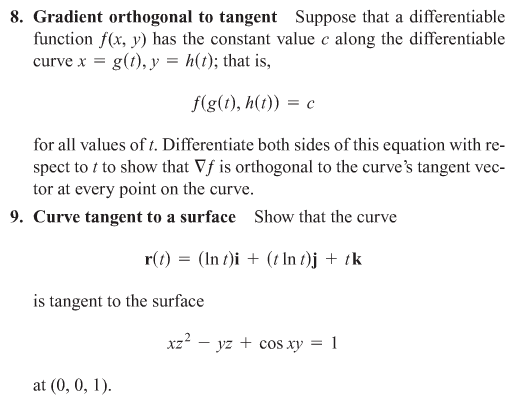 8. Gradient orthogonal to tangent Suppose that a differentiable
function f(x, y) has the constant value c along the differentiable
curve x = g(t), y = h(t); that is,
f(g(t), h(t)) = c
for all values of t. Differentiate both sides of this equation with re-
spect to t to show that ∇f is orthogonal to the curve's tangent vec-
tor at every point on the curve.
9. Curve tangent to a surface Show that the curve
r(t) = (ln t)i + (t ln t)j + tk
is tangent to the surface
xz² − yz + cos xy = 1
at (0, 0, 1).